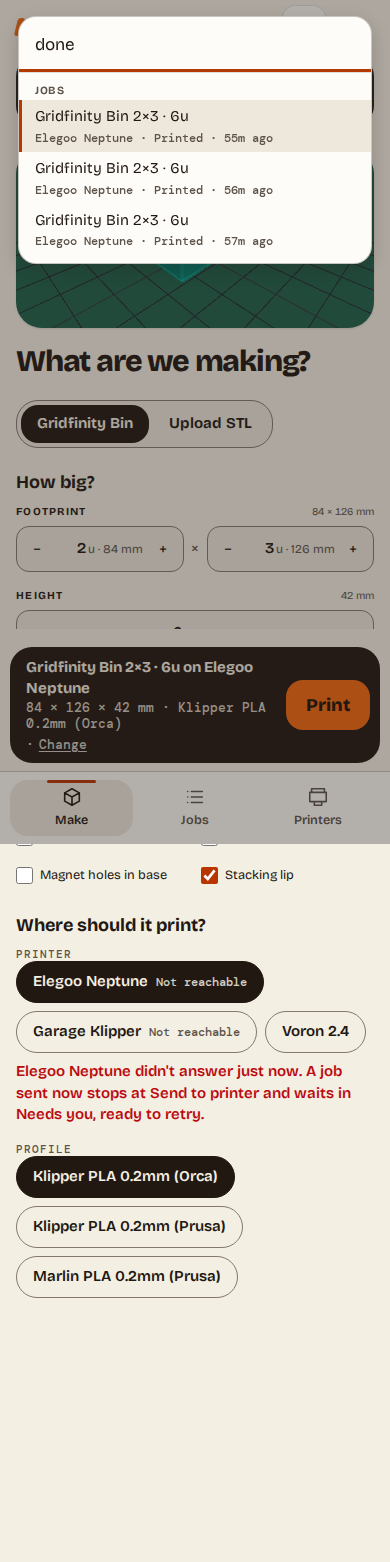 done
JOBS
Gridfinity Bin 2×3 · 6u
Elegoo Neptune · Printed · 55m ago
Gridfinity Bin 2×3 · 6u
Elegoo Neptune · Printed · 56m ago
Gridfinity Bin 2×3 · 6u
Elegoo Neptune · Printed · 57m ago
What are we making?
Gridfinity Bin Upload STL
How big?
FOOTPRINT 84 × 126 mm
− 2 u · 84 mm + × − 3 u · 126 mm +
HEIGHT 42 mm
Gridfinity Bin 2×3 · 6u on Elegoo
Neptune
84 × 126 × 42 mm · Klipper PLA
0.2mm (Orca)
· Change
Print
Make Jobs Printers
Magnet holes in base Stacking lip
Where should it print?
PRINTER
Elegoo Neptune Not reachable
Garage Klipper Not reachable Voron 2.4
Elegoo Neptune didn't answer just now. A job
sent now stops at Send to printer and waits in
Needs you, ready to retry.
PROFILE
Klipper PLA 0.2mm (Orca)
Klipper PLA 0.2mm (Prusa)
Marlin PLA 0.2mm (Prusa)